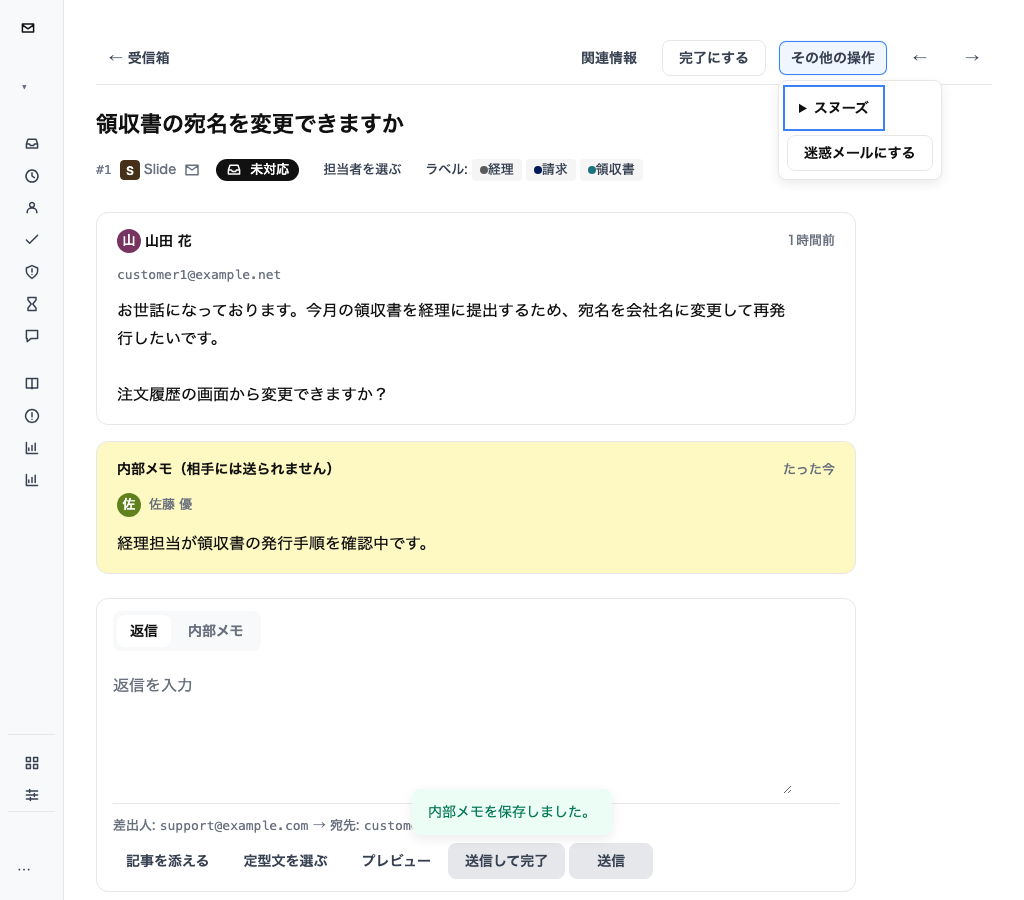 ← 受信箱
関連情報
完了にする
その他の操作
←
→
▶ スヌーズ
迷惑メールにする
領収書の宛名を変更できますか
#1 S Slide
未対応
担当者を選ぶ
ラベル: 経理 請求 領収書
山 山田 花
1時間前
customer1@example.net
お世話になっております。今月の領収書を経理に提出するため、宛名を会社名に変更して再発
行したいです。
注文履歴の画面から変更できますか？
内部メモ（相手には送られません）
たった今
佐 佐藤 優
経理担当が領収書の発行手順を確認中です。
返信
内部メモ
返信を入力
内部メモを保存しました。
差出人: support@example.com → 宛先:
記事を添える
定型文を選ぶ
プレビュー
送信して完了
送信